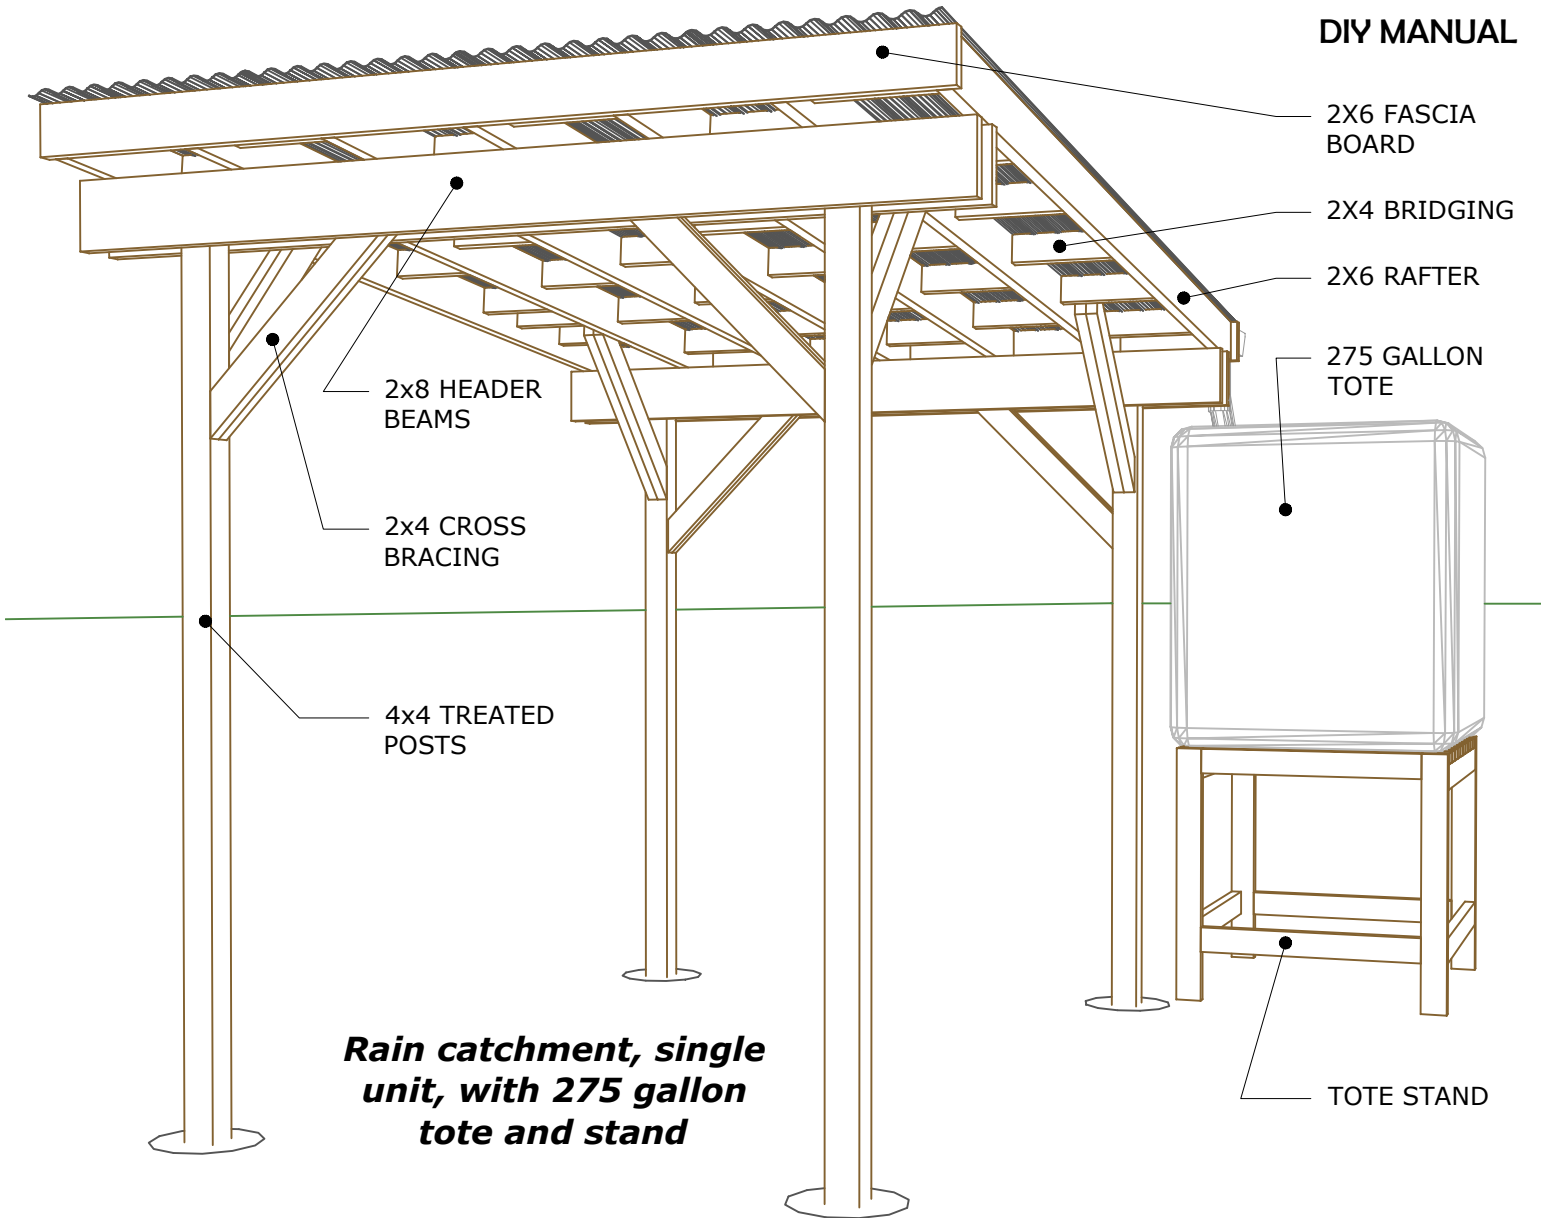 DIY MANUAL
2X6 FASCIA
BOARD
2X4 BRIDGING
2X6 RAFTER
275 GALLON
TOTE
2x8 HEADER
BEAMS
2x4 CROSS
BRACING
4x4 TREATED
POSTS
Rain catchment, single
unit, with 275 gallon
tote and stand
TOTE STAND